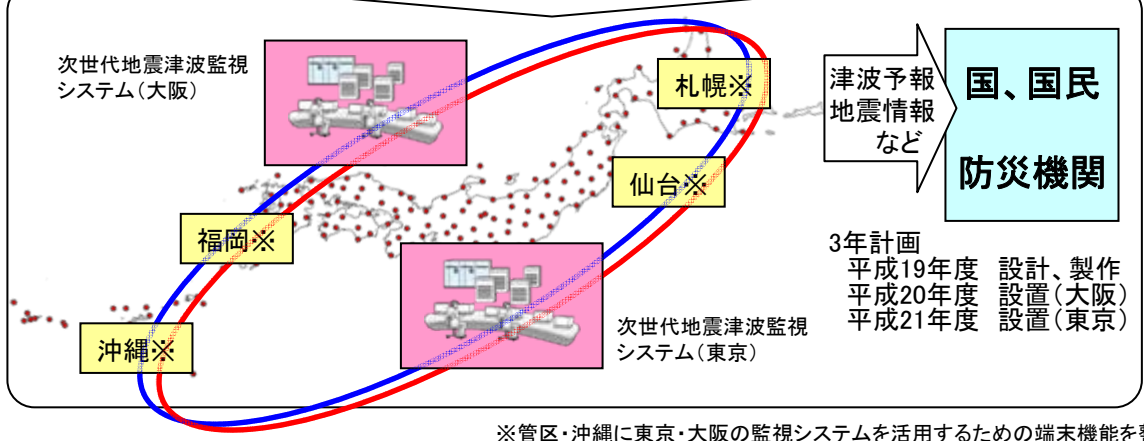 次世代地震津波監視
システム(大阪)
札幌※
津波予報
地震情報
など
国、国民
防災機関
仙台※
福岡※
沖縄※
次世代地震津波監視
システム(東京)
3年計画
平成19年度 設計、製作
平成20年度 設置(大阪)
平成21年度 設置(東京)
※管区・沖縄に東京・大阪の監視システムを活用するための端末機能を